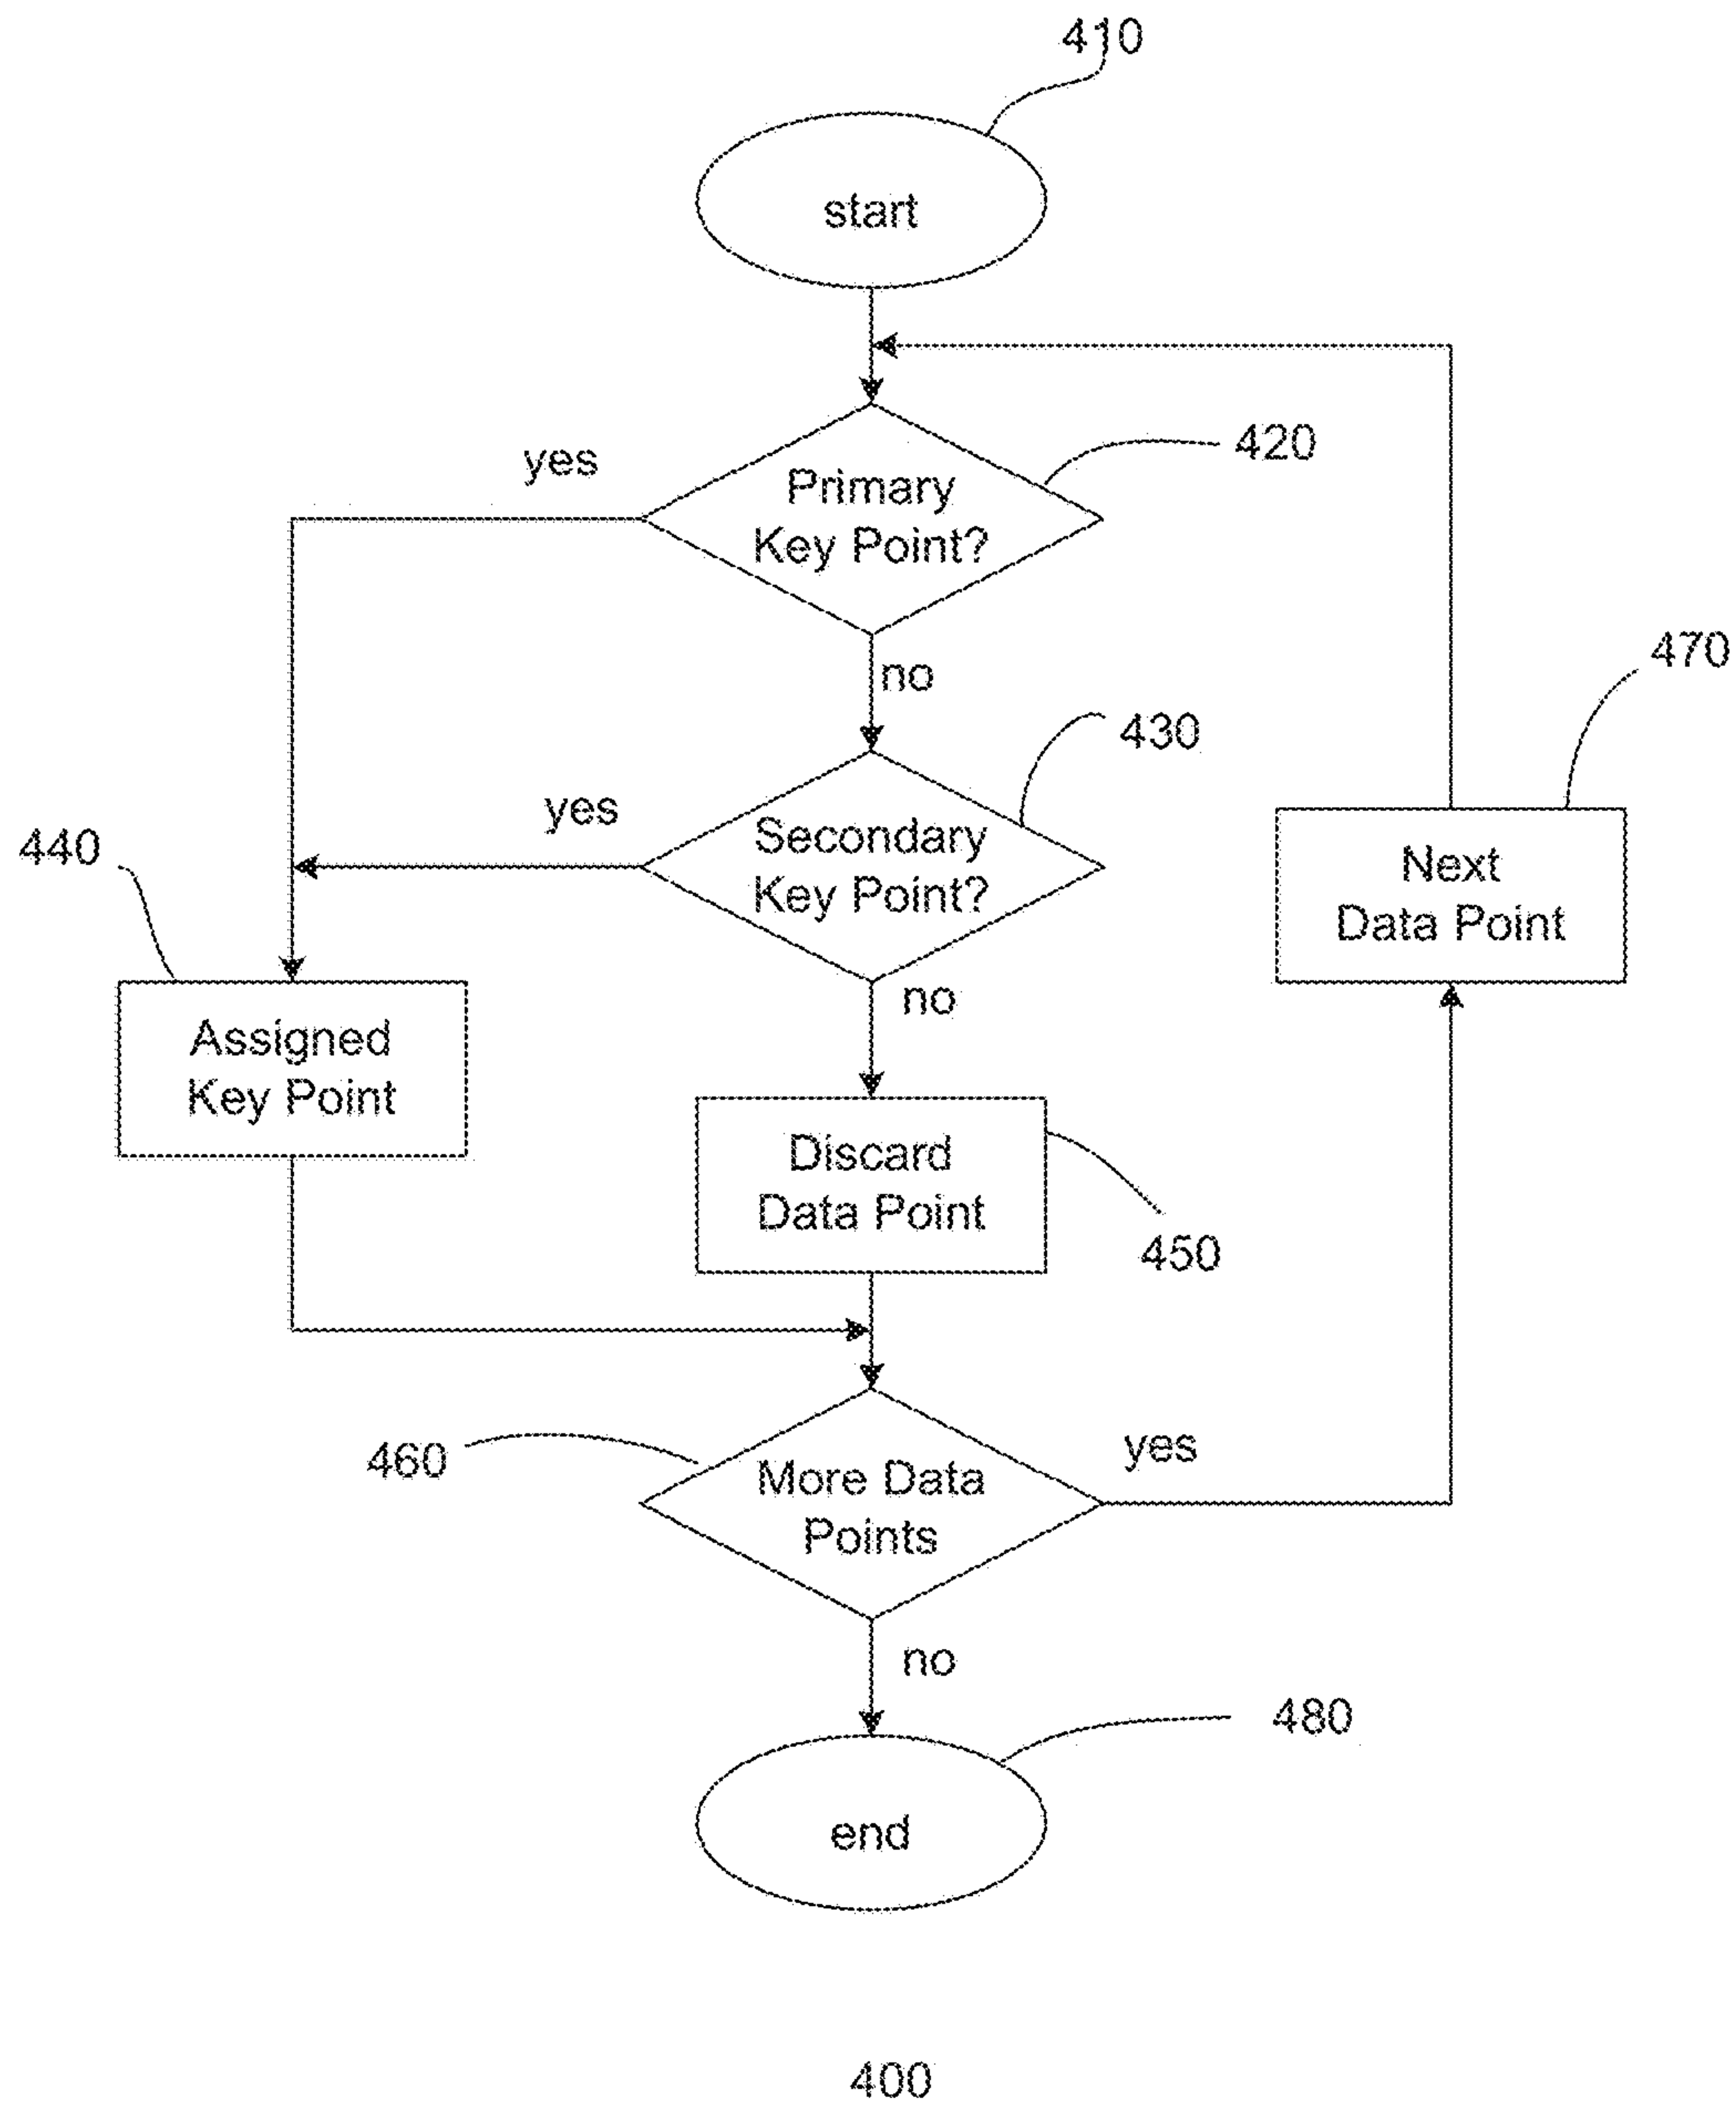 410
start
yes
420
Primary
Key Point?
no
470
430
yes
440
Secondary
Key Point?
Next
Data Point
no
Assigned
Key Point
Discard
Data Point
450
460
yes
More Data
Points
no
480
end
400